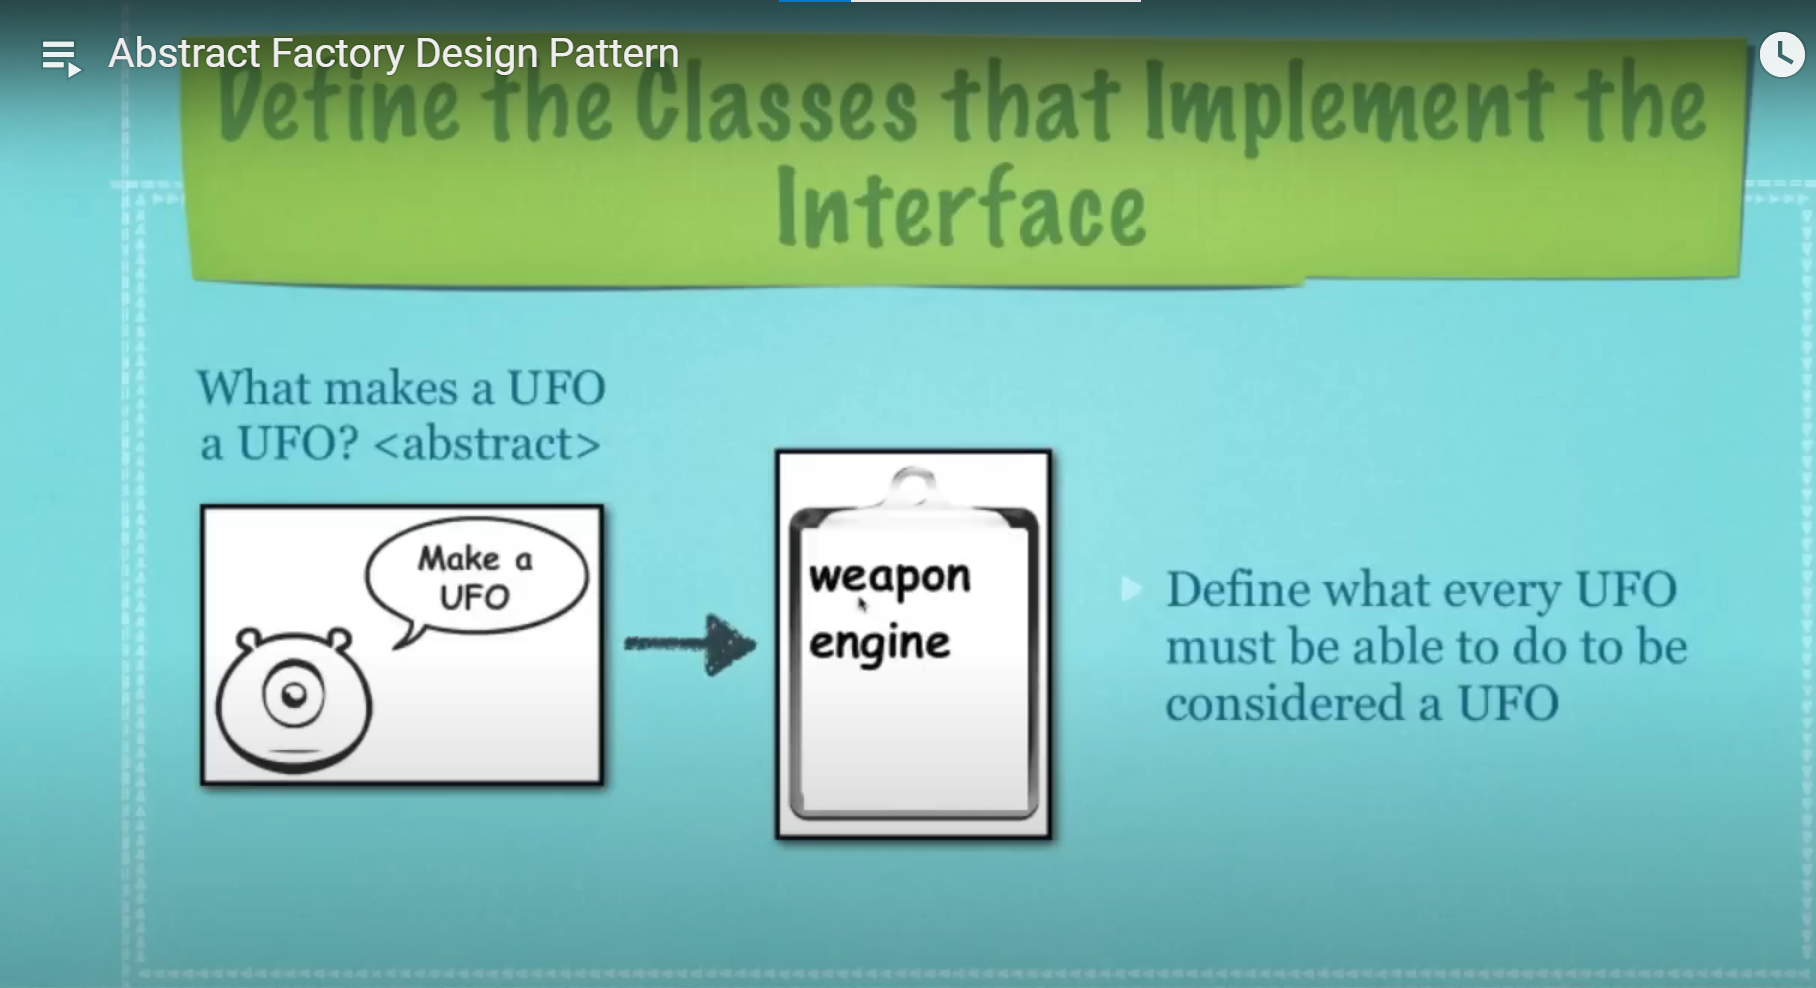 Abstract Factory Design Pattern
Define the Classes that Implement the
Interface
What makes a UFO
a UFO? <abstract>
Make a
UFO
weapon
engine
Define what every UFO
must be able to do to be
considered a UFO